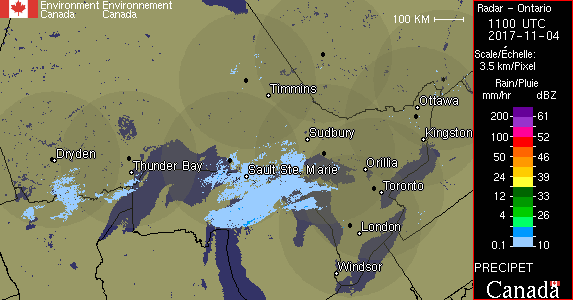 Environment Environnement
Canada Canada
100 KM
Timmins
Ottawa
Sudbury
Kingston
Dryden
Thunder Bay
Sault Ste. Marie
Orillia
Toronto
London
Windsor
Radar - Ontario
1100 UTC
2017-11-04
Scale/Échelle:
3.5 km/Pixel
Rain/Pluie
mm/hr dBZ
200 61
100 52
50 46
24 39
12 33
4 26
0.1 10
PRECIPET
Canada